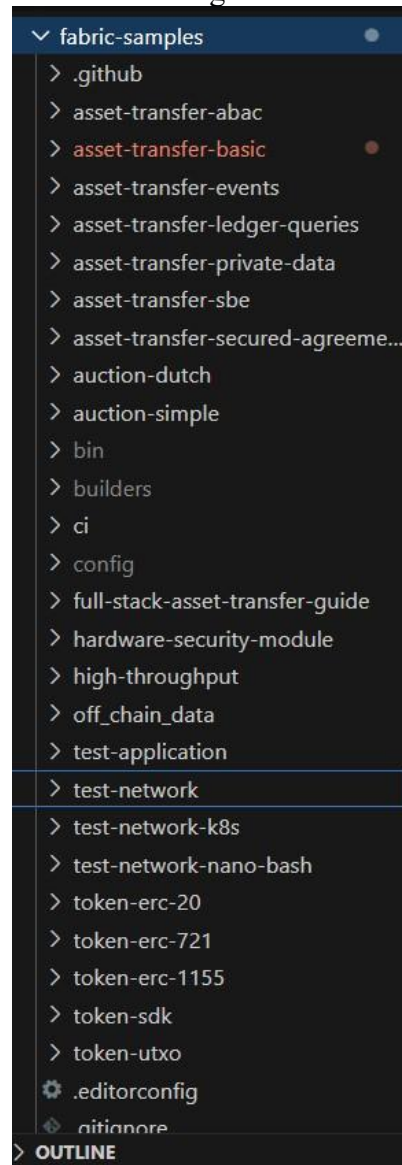 fabric-samples
.github
asset-transfer-abac
asset-transfer-basic
asset-transfer-events
asset-transfer-ledger-queries
asset-transfer-private-data
asset-transfer-sbe
asset-transfer-secured-agreeme...
auction-dutch
auction-simple
bin
builders
ci
config
full-stack-asset-transfer-guide
hardware-security-module
high-throughput
off_chain_data
test-application
test-network
test-network-k8s
test-network-nano-bash
token-erc-20
token-erc-721
token-erc-1155
token-sdk
token-utxo
.editorconfig
.gitignore
OUTLINE